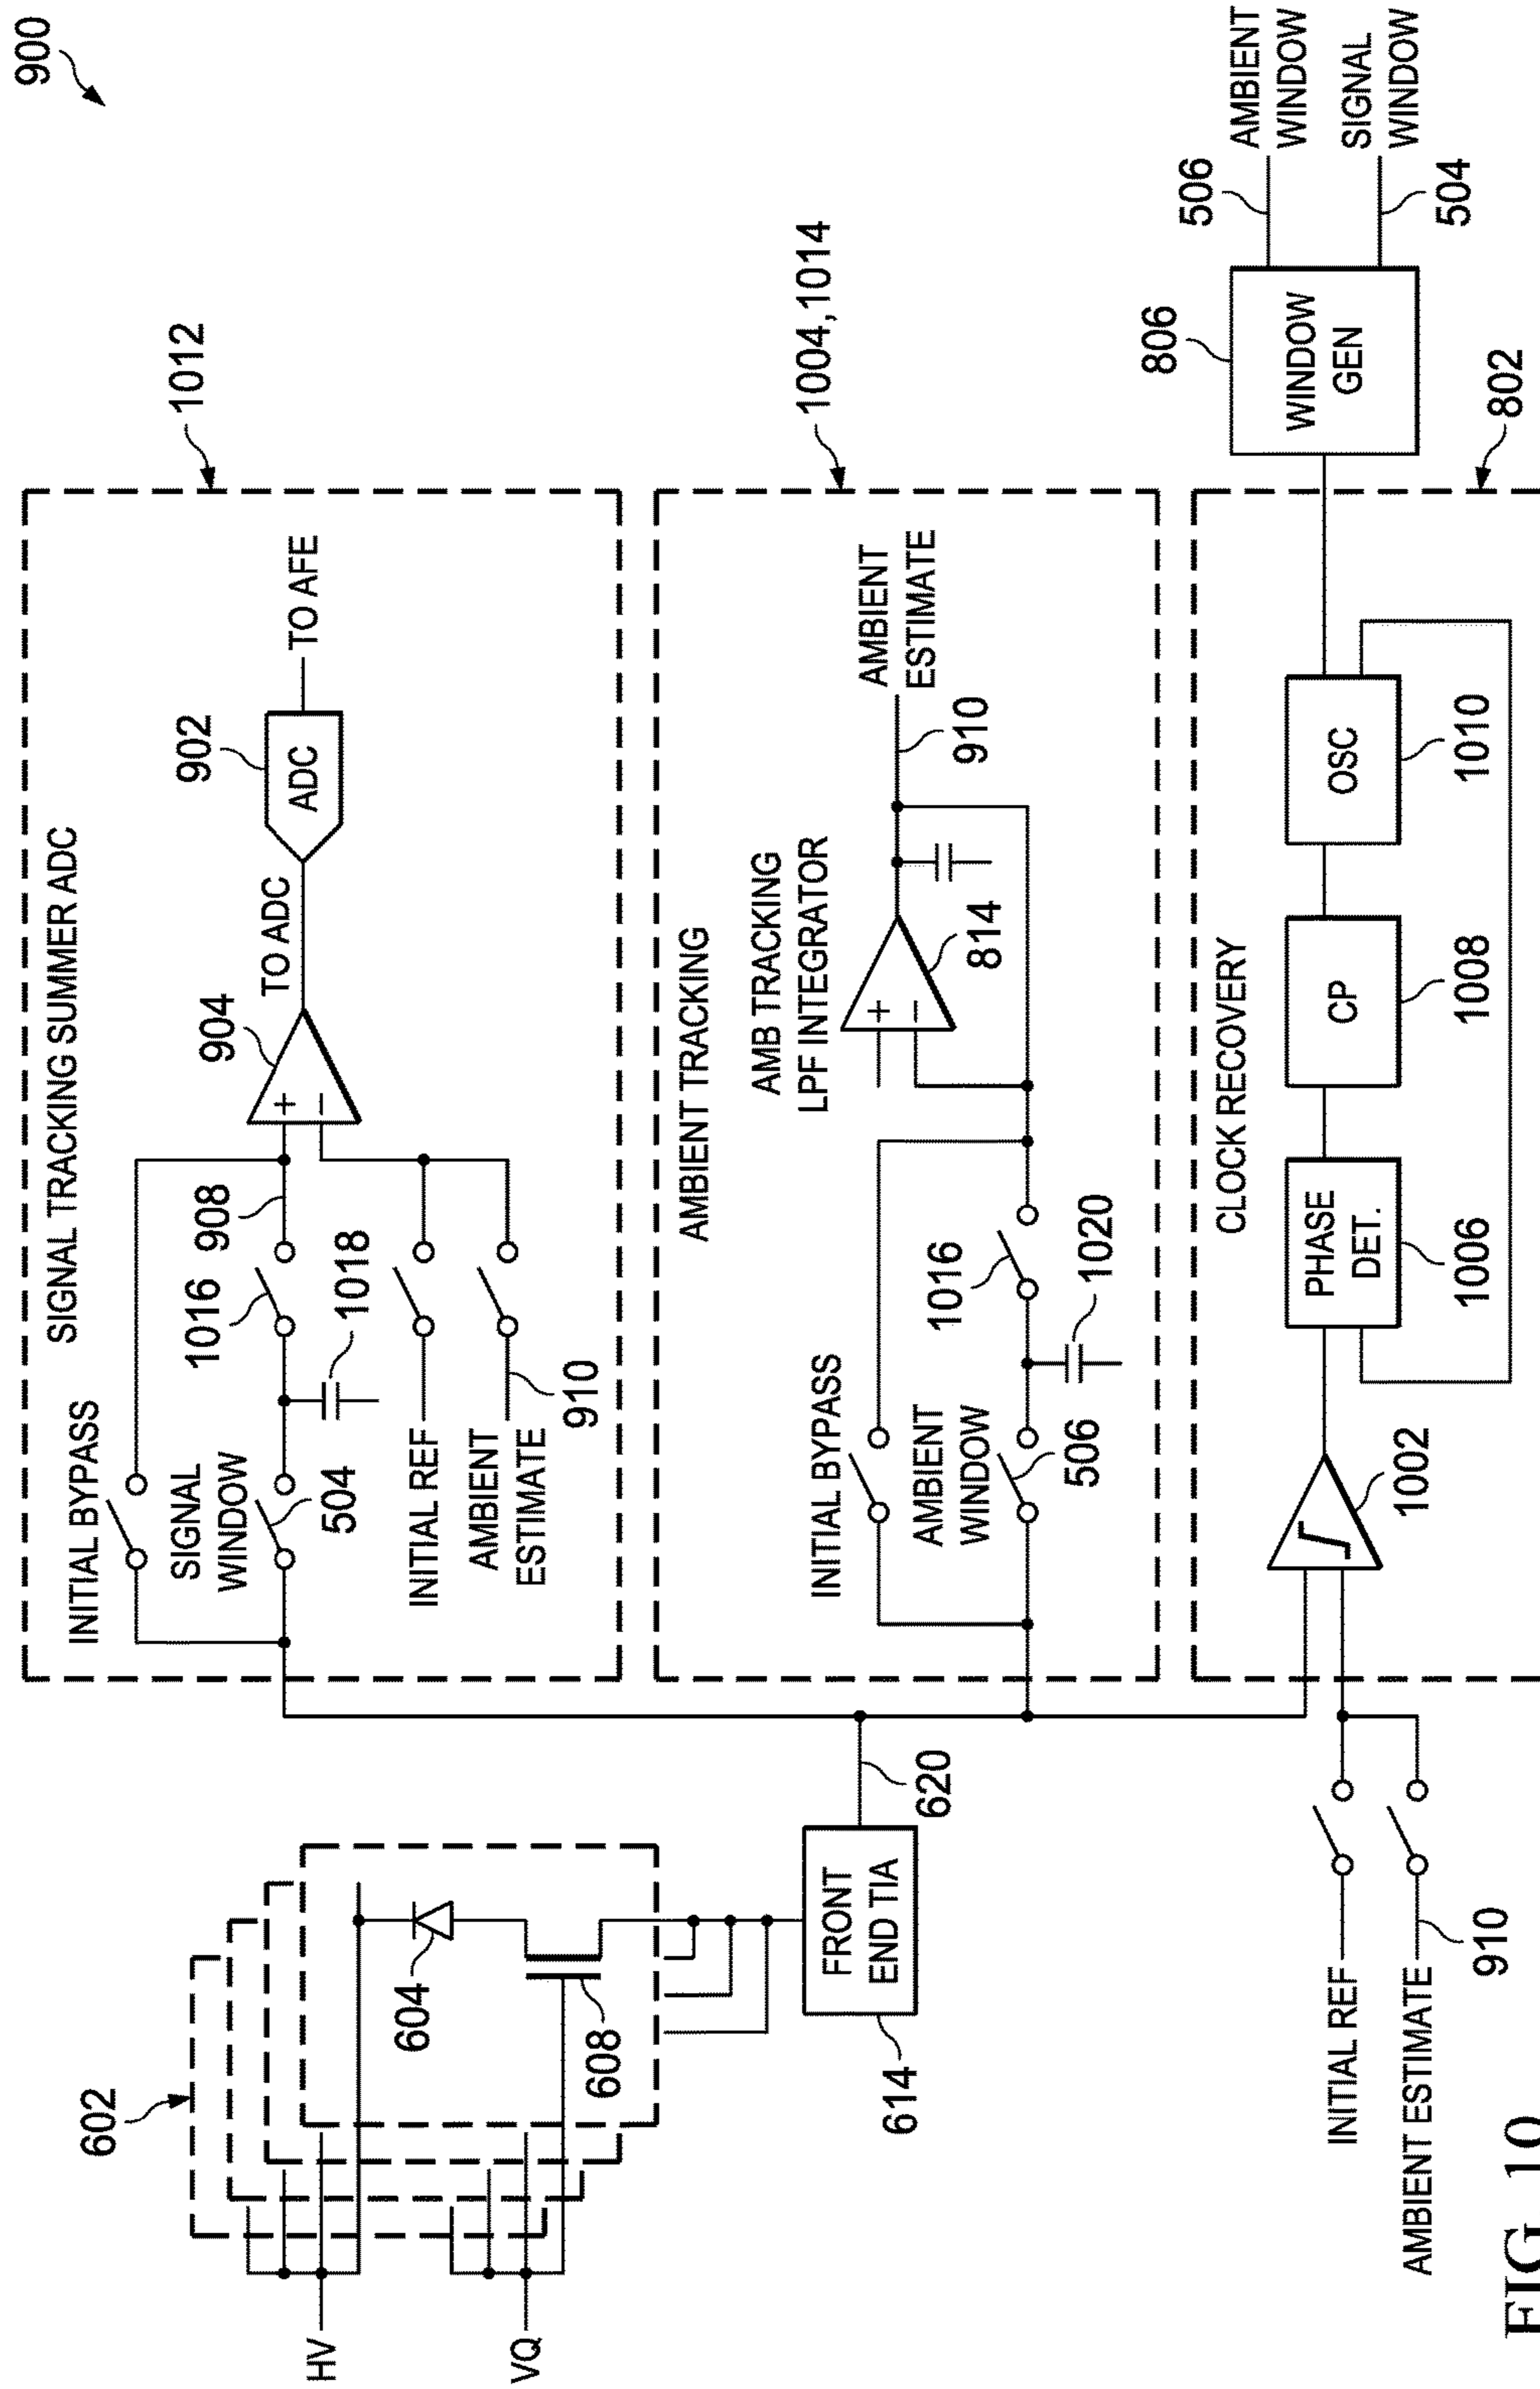 900
1012
SIGNAL TRACKING SUMMER ADC
INITIAL BYPASS
SIGNAL
WINDOW
504
1016
1018
908
904
+
−
TO ADC
902
ADC
TO AFE
INITIAL REF
AMBIENT
ESTIMATE
910
602
HV
VQ
604
608
FRONT
END TIA
614
620
1004, 1014
AMBIENT TRACKING
INITIAL BYPASS
AMBIENT
WINDOW
506
1016
1020
AMB TRACKING
LPF INTEGRATOR
+
−
814
AMBIENT
ESTIMATE
910
CLOCK RECOVERY
802
INITIAL REF
AMBIENT ESTIMATE
910
1002
PHASE
DET.
1006
CP
1008
OSC
1010
806
WINDOW
GEN
506
AMBIENT
WINDOW
504
SIGNAL
WINDOW
FIG. 10